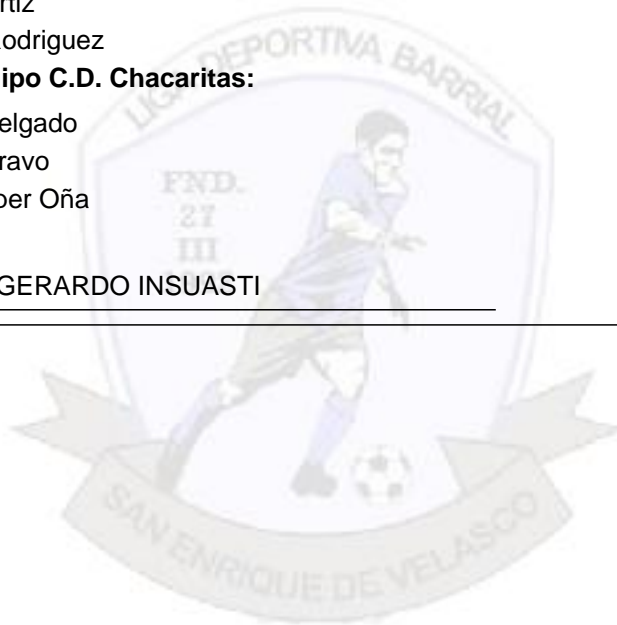 rtiz
odriguez
ipo C.D. Chacaritas:
elgado
ravo
ber Oña
GERARDO INSUASTI
LIGA DEPORTIVA BARRIAL
FND.
27
III
SAN ENRIQUE DE VELASCO